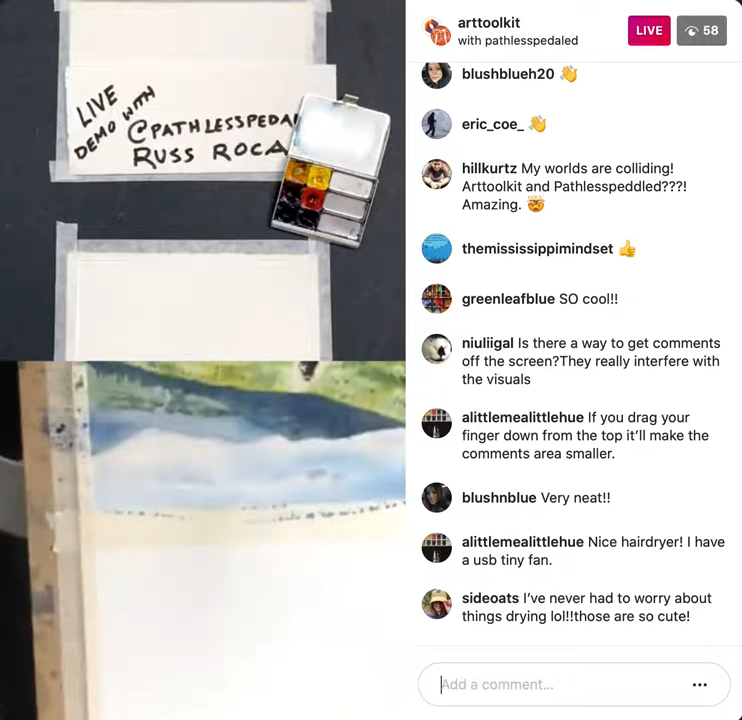 LIVE
DEMO WITH
@PATHLESSPEDA
RUSS ROCA
arttoolkit
with pathlesspedaled
LIVE
58
blushblueh20 👋
eric_coe_ 👋
hillkurtz My worlds are colliding!
Arttoolkit and Pathlesspeddled???!
Amazing. 🤯
themississippimindset 👍
greenleafblue SO cool!!
niuliigal Is there a way to get comments
off the screen?They really interfere with
the visuals
alittlemealittlehue If you drag your
finger down from the top it’ll make the
comments area smaller.
blushnblue Very neat!!
alittlemealittlehue Nice hairdryer! I have
a usb tiny fan.
sideoats I’ve never had to worry about
things drying lol!!those are so cute!
Add a comment...